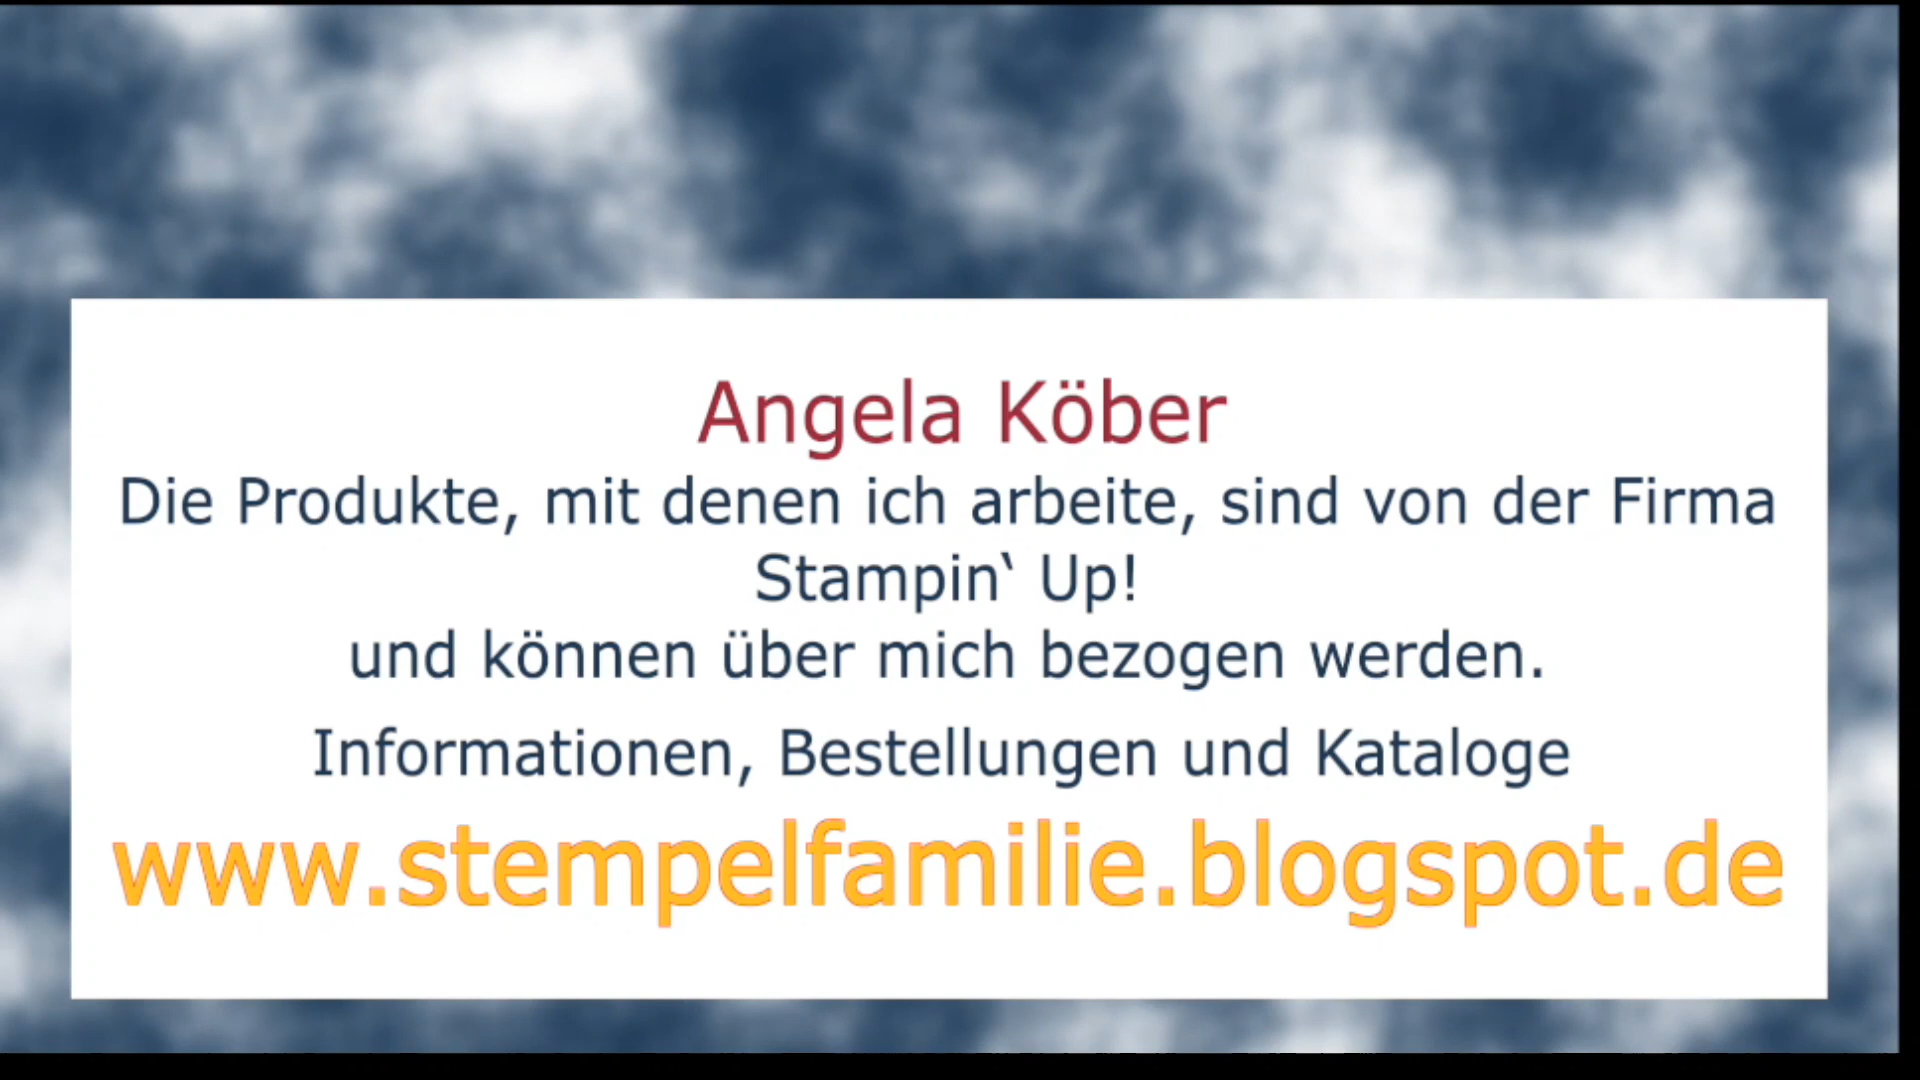 Angela Köber
Die Produkte, mit denen ich arbeite, sind von der Firma
Stampin‘ Up!
und können über mich bezogen werden.
Informationen, Bestellungen und Kataloge
www.stempelfamilie.blogspot.de